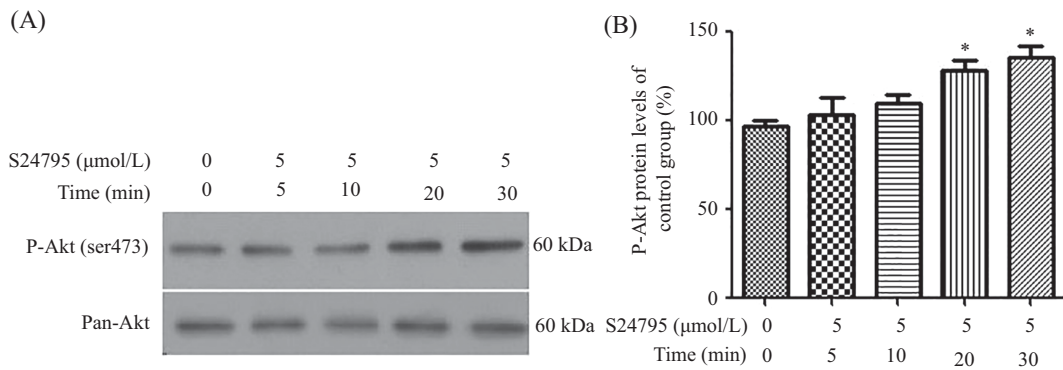 (A)
S24795 (μmol/L) 0 5 5 5 5
Time (min) 0 5 10 20 30
P-Akt (ser473) 60 kDa
Pan-Akt 60 kDa
(B)
P-Akt protein levels of
control group (%)
150
100
50
0
* *
S24795 (μmol/L) 0 5 5 5 5
Time (min) 0 5 10 20 30